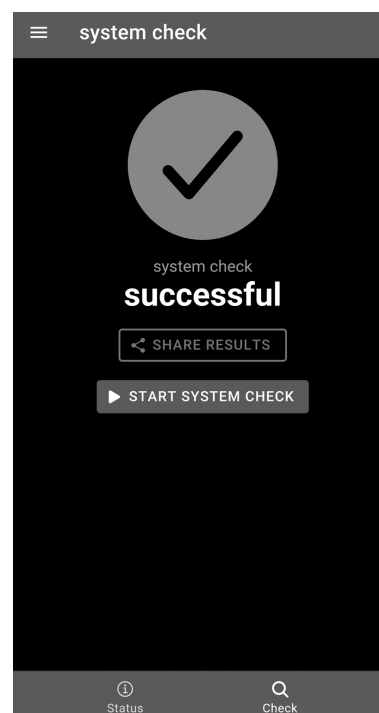 system check
system check
successful
SHARE RESULTS
START SYSTEM CHECK
Status
Check